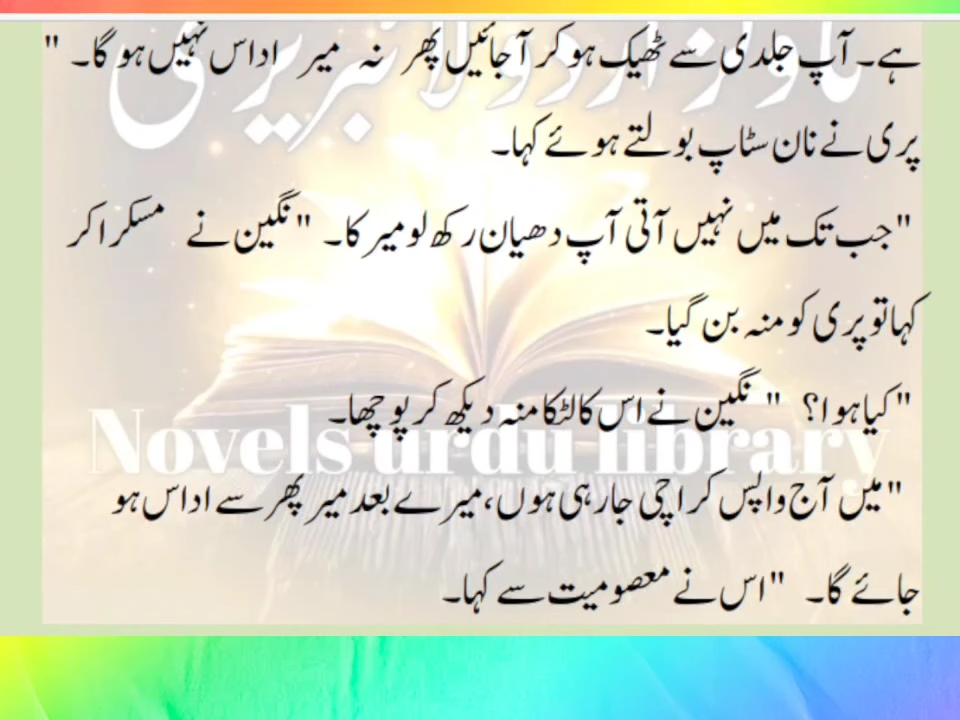 ناولز اردو لائبریری
ہے۔ آپ جلدی سے ٹھیک ہو کر آجائیں پھر نہ میر اداس نہیں ہو گا۔ "
پری نے نان سٹاپ بولتے ہوئے کہا۔
"جب تک میں نہیں آتی آپ دھیان رکھ لو میر کا۔ "نگین نے مسکرا کر
کہا تو پری کو منہ بن گیا۔
"کیا ہوا؟ "نگین نے اس کا لٹکا منہ دیکھ کر پوچھا۔
Novels urdu library
"میں آج واپس کراچی جا رہی ہوں، میرے بعد میر پھر سے اداس ہو
جائے گا۔ "اس نے معصومیت سے کہا۔